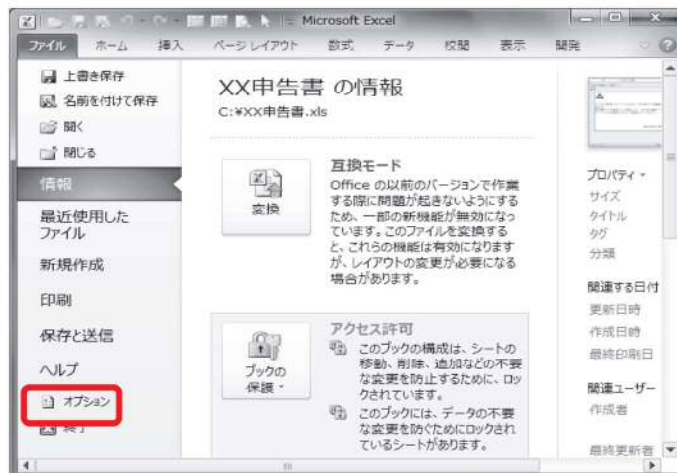 Microsoft Excel
ファイル ホーム 挿入 ページ レイアウト 数式 データ 校閲 表示 開発
上書き保存
名前を付けて保存
開く
閉じる
情報
最近使用した
ファイル
新規作成
印刷
保存と送信
ヘルプ
オプション
終了
XX申告書 の情報
C:¥XX申告書.xls
変換
互換モード
Office の以前のバージョンで作業
する際に問題が起きないようにする
ため、一部の新機能が無効になっ
ています。このファイルを変換する
と、これらの機能は有効になります
が、レイアウトの変更が必要になる
場合があります。
ブックの
保護
アクセス許可
このブックの構成は、シートの
移動、削除、追加などの不要
な変更を防止するために、ロッ
クされています。
このブックには、データの不要
な変更を防ぐためにロックされ
ているシートがあります。
プロパティ
サイズ
タイトル
タグ
分類
関連する日付
更新日時
作成日時
最終印刷日
関連ユーザー
作成者
最終更新者